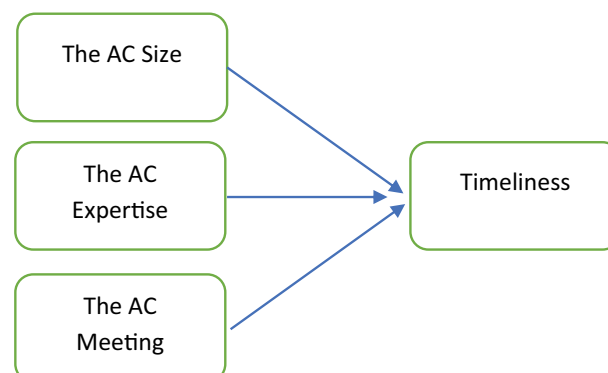 The AC Size
The AC
Expertise
Timeliness
The AC
Meeting